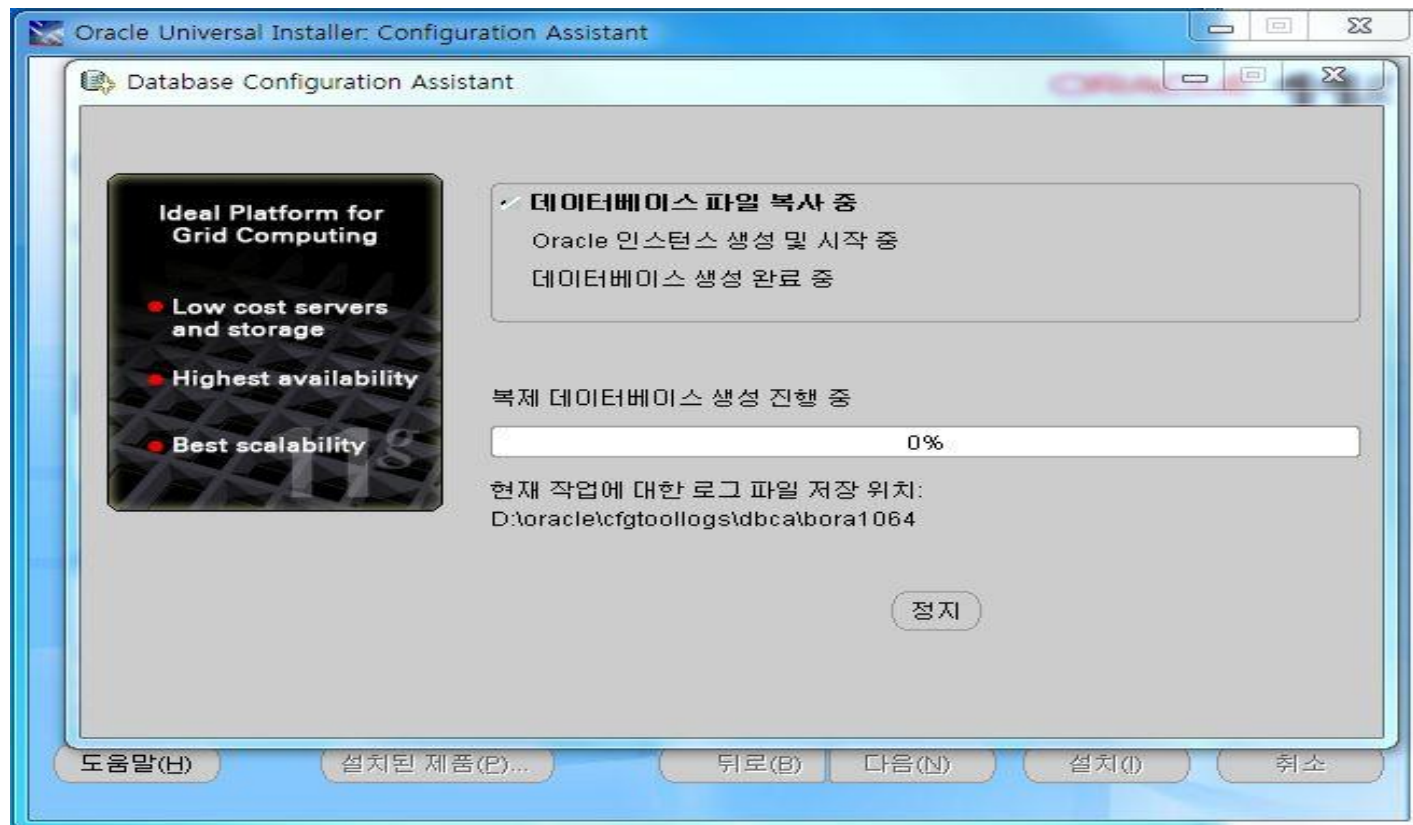 Oracle Universal Installer: Configuration Assistant
Database Configuration Assistant
Ideal Platform for
Grid Computing
Low cost servers
and storage
Highest availability
Best scalability
11g
데이터베이스 파일 복사 중
Oracle 인스턴스 생성 및 시작 중
데이터베이스 생성 완료 중
복제 데이터베이스 생성 진행 중
0%
현재 작업에 대한 로그 파일 저장 위치:
D:\oracle\cfgtoollogs\dbca\bora1064
정지
도움말(H)
설치된 제품(P)...
뒤로(B)
다음(N)
설치(I)
취소